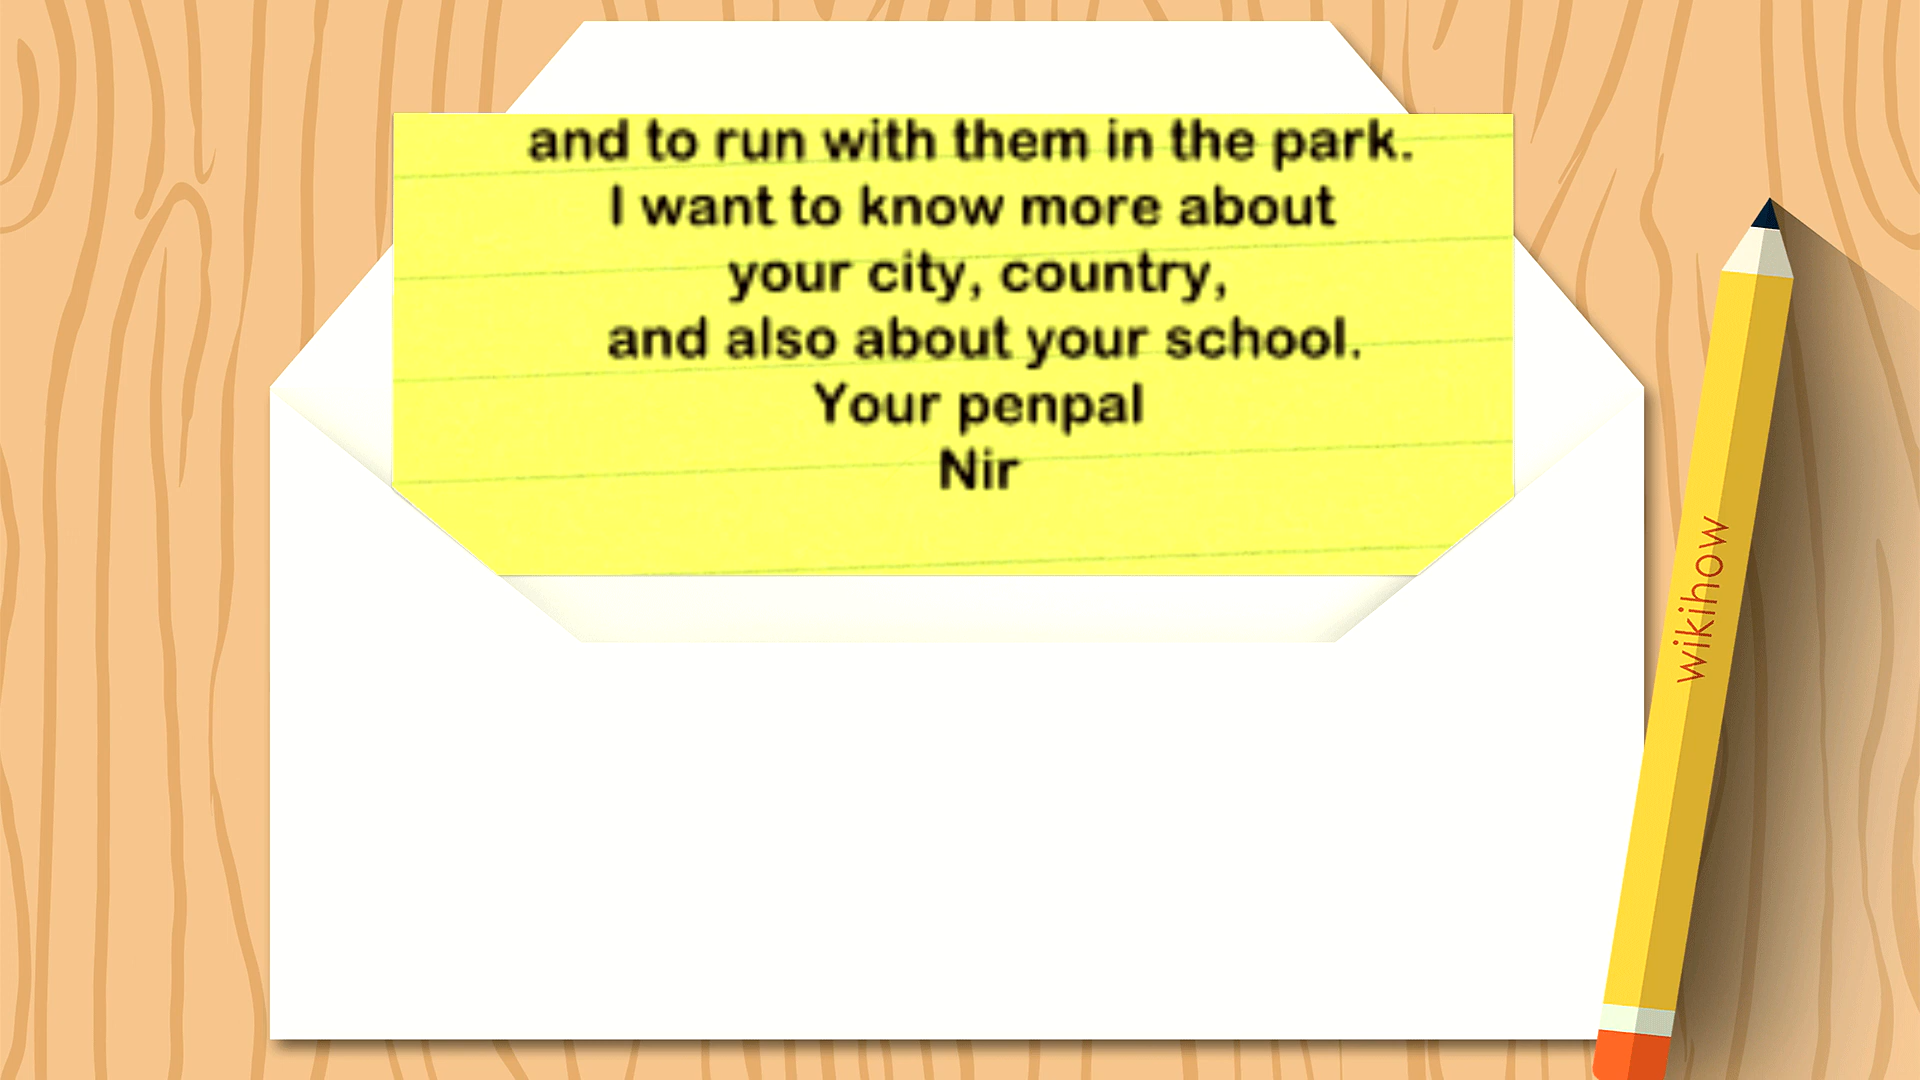 and to run with them in the park.
I want to know more about
your city, country,
and also about your school.
Your penpal
Nir
wikihow